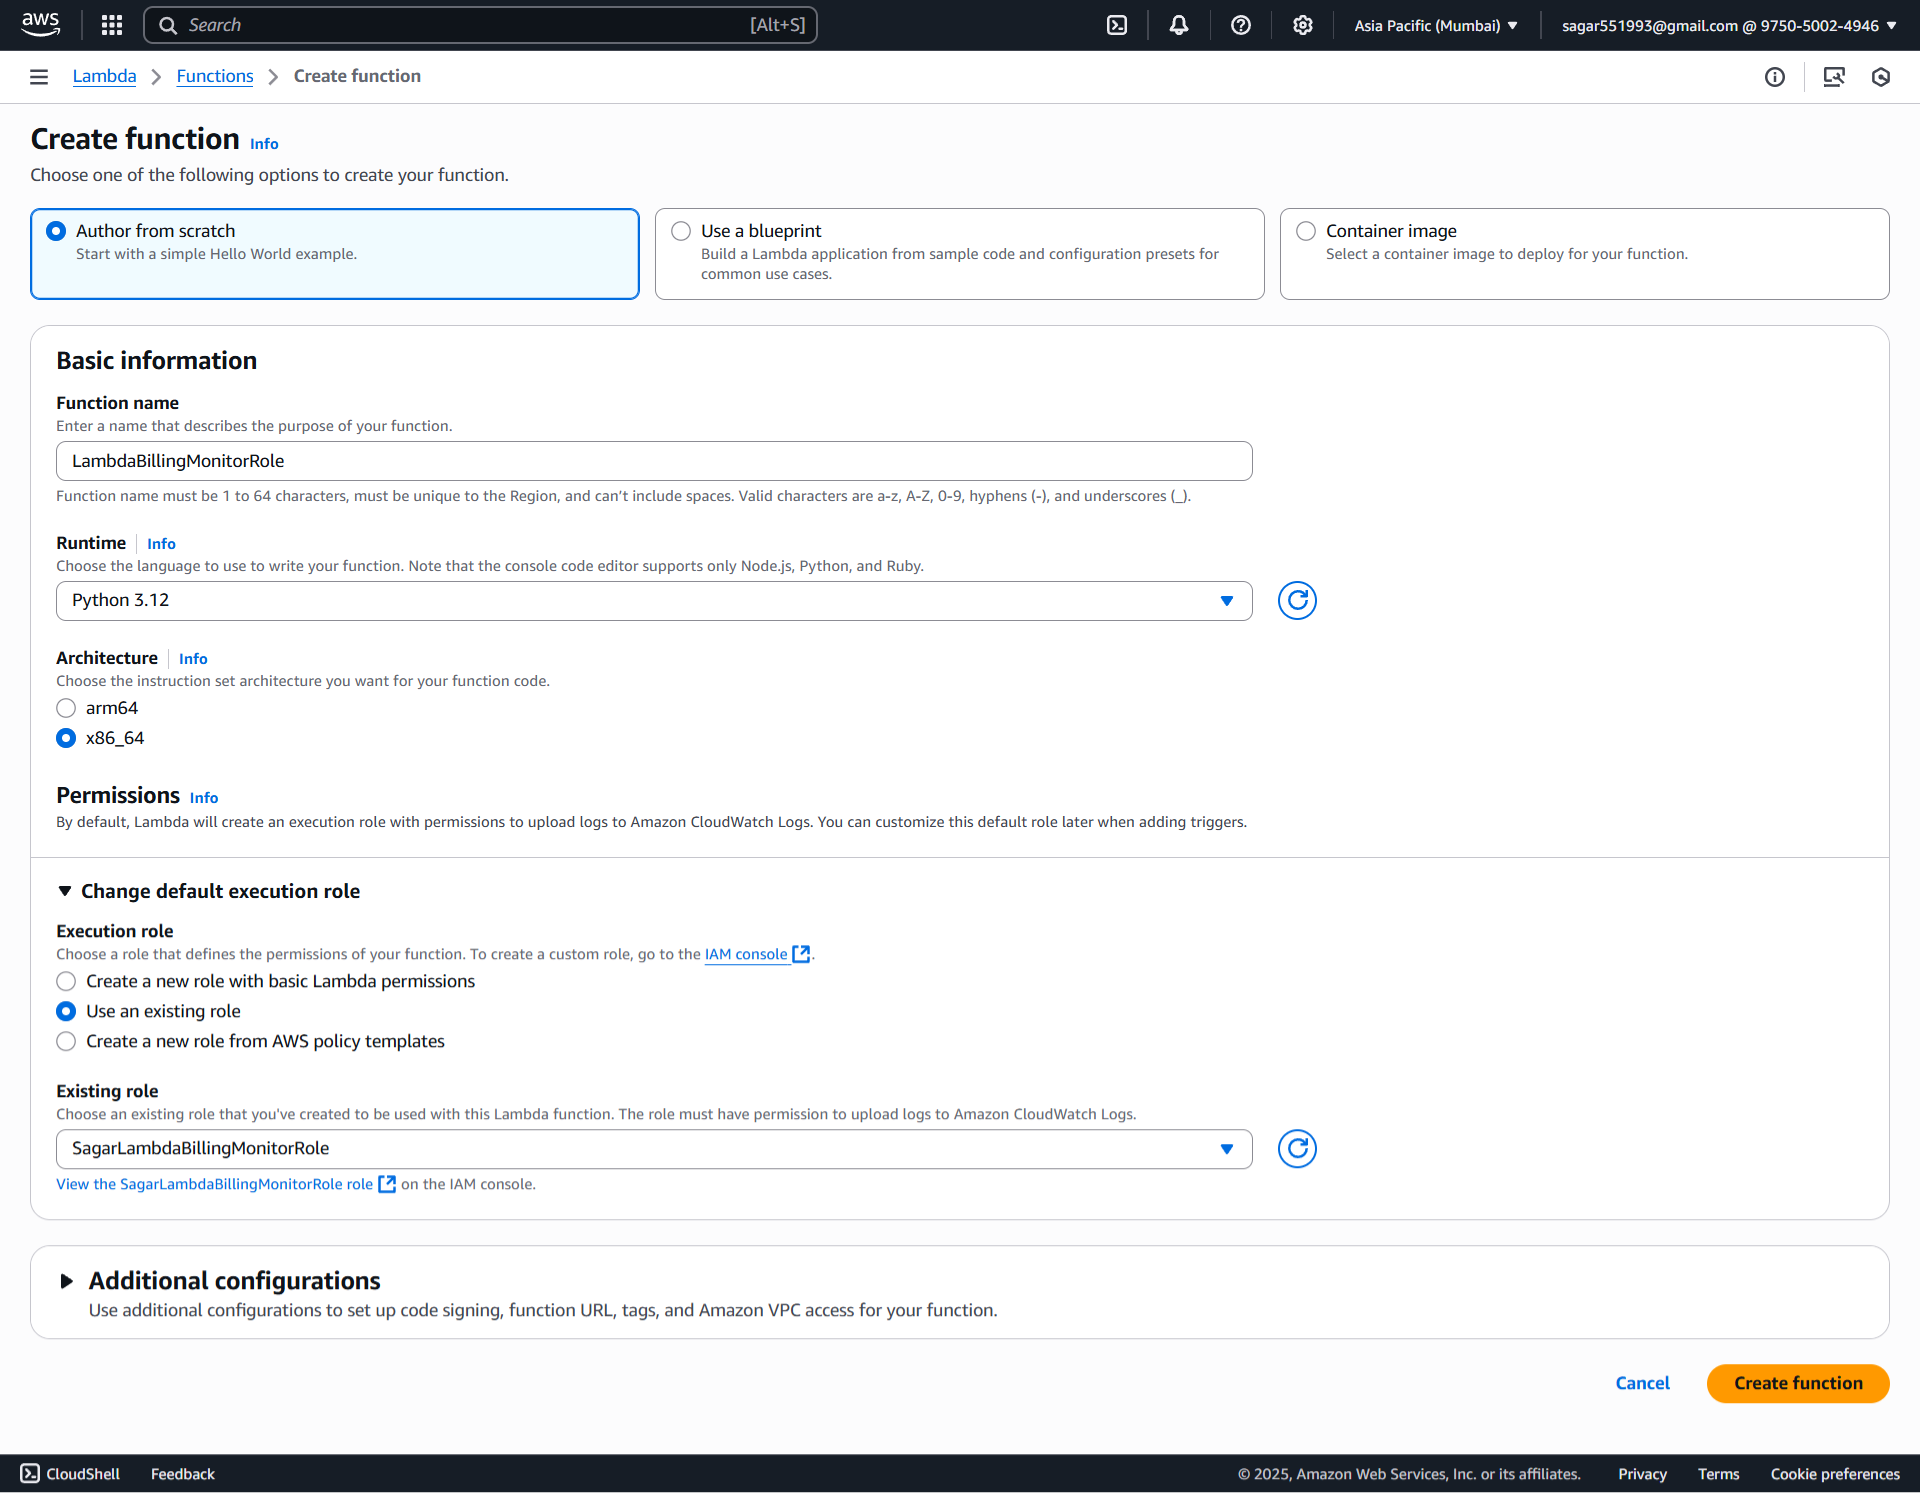 aws
Search
[Alt+S]
Asia Pacific (Mumbai)
sagar551993@gmail.com @ 9750-5002-4946
Lambda
Functions
Create function
Create function
Info
Choose one of the following options to create your function.
Author from scratch
Start with a simple Hello World example.
Use a blueprint
Build a Lambda application from sample code and configuration presets for
common use cases.
Container image
Select a container image to deploy for your function.
Basic information
Function name
Enter a name that describes the purpose of your function.
LambdaBillingMonitorRole
Function name must be 1 to 64 characters, must be unique to the Region, and can't include spaces. Valid characters are a-z, A-Z, 0-9, hyphens (-), and underscores (_).
Runtime
Info
Choose the language to use to write your function. Note that the console code editor supports only Node.js, Python, and Ruby.
Python 3.12
Architecture
Info
Choose the instruction set architecture you want for your function code.
arm64
x86_64
Permissions
Info
By default, Lambda will create an execution role with permissions to upload logs to Amazon CloudWatch Logs. You can customize this default role later when adding triggers.
Change default execution role
Execution role
Choose a role that defines the permissions of your function. To create a custom role, go to the IAM console.
Create a new role with basic Lambda permissions
Use an existing role
Create a new role from AWS policy templates
Existing role
Choose an existing role that you've created to be used with this Lambda function. The role must have permission to upload logs to Amazon CloudWatch Logs.
SagarLambdaBillingMonitorRole
View the SagarLambdaBillingMonitorRole role on the IAM console.
Additional configurations
Use additional configurations to set up code signing, function URL, tags, and Amazon VPC access for your function.
Cancel
Create function
CloudShell
Feedback
© 2025, Amazon Web Services, Inc. or its affiliates.
Privacy
Terms
Cookie preferences